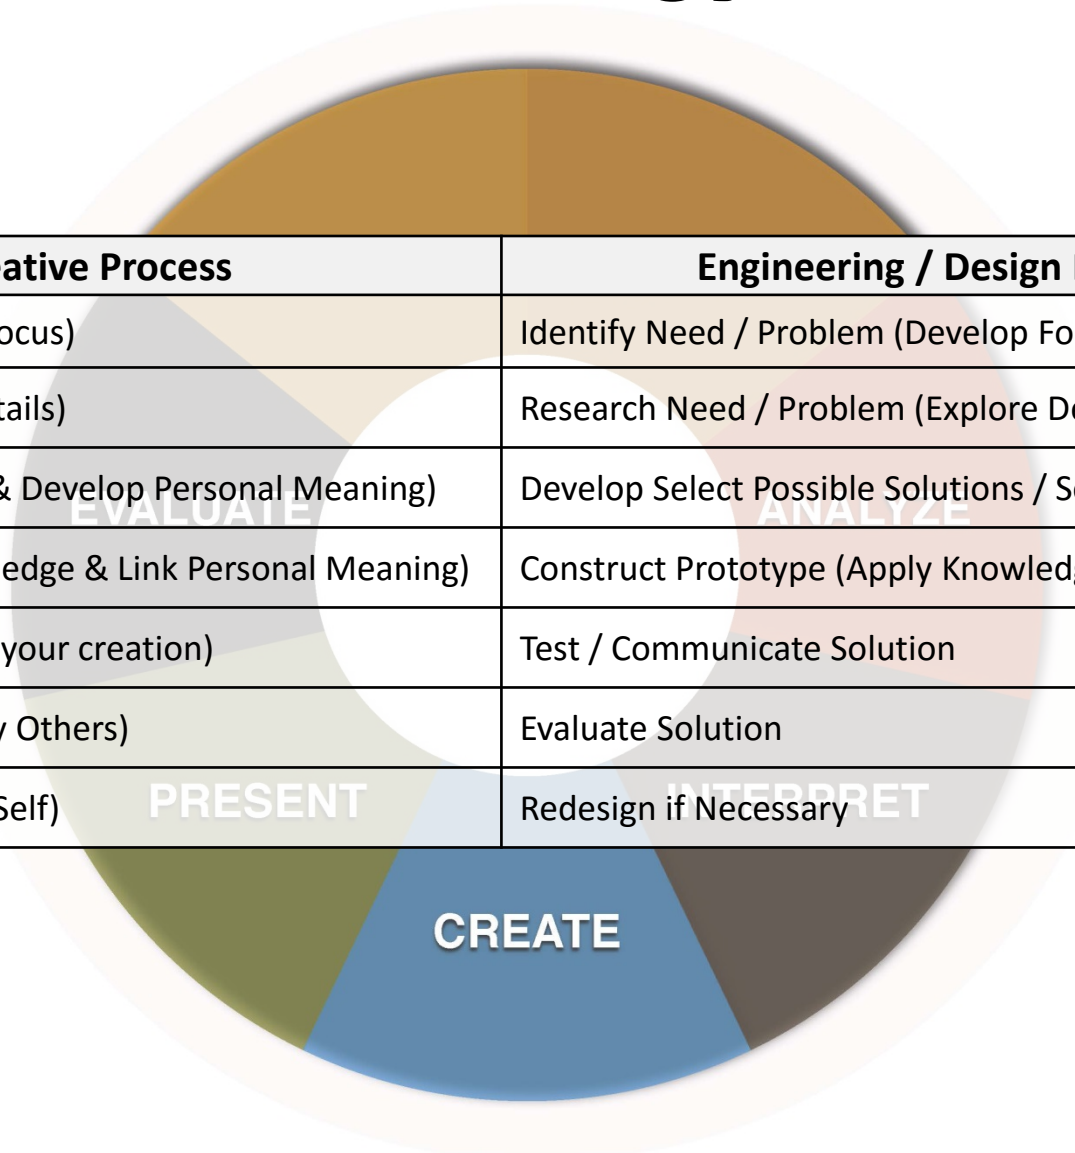 ative Process Engineering / Design
ocus) Identify Need / Problem (Develop Fo
tails) Research Need / Problem (Explore De
& Develop Personal Meaning) Develop Select Possible Solutions / Se
edge & Link Personal Meaning) Construct Prototype (Apply Knowledg
your creation) Test / Communicate Solution
y Others) Evaluate Solution
Self) Redesign if Necessary
EVALUATE
ANALYZE
PRESENT
INTERPRET
CREATE